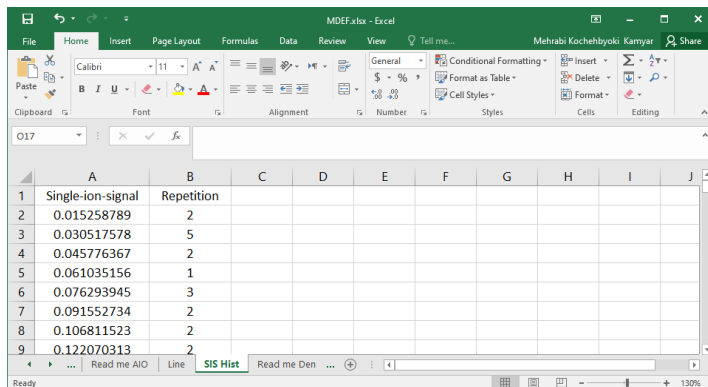 MDEF.xlsx - Excel
File Home Insert Page Layout Formulas Data Review View Tell me... Mehrabi Kochehbyoki Kamyar Share
Paste
Calibri 11 A A
B I U A
General
$ % ,
Conditional Formatting
Format as Table
Cell Styles
Insert
Delete
Format
Clipboard Font Alignment Number Styles Cells Editing
O17 fx
A B C D E F G H I J
1 Single-ion-signal Repetition
2 0.015258789 2
3 0.030517578 5
4 0.045776367 2
5 0.061035156 1
6 0.076293945 3
7 0.091552734 2
8 0.106811523 2
9 0.122070313 2
... Read me AIO Line SIS Hist Read me Den ...
Ready 130%